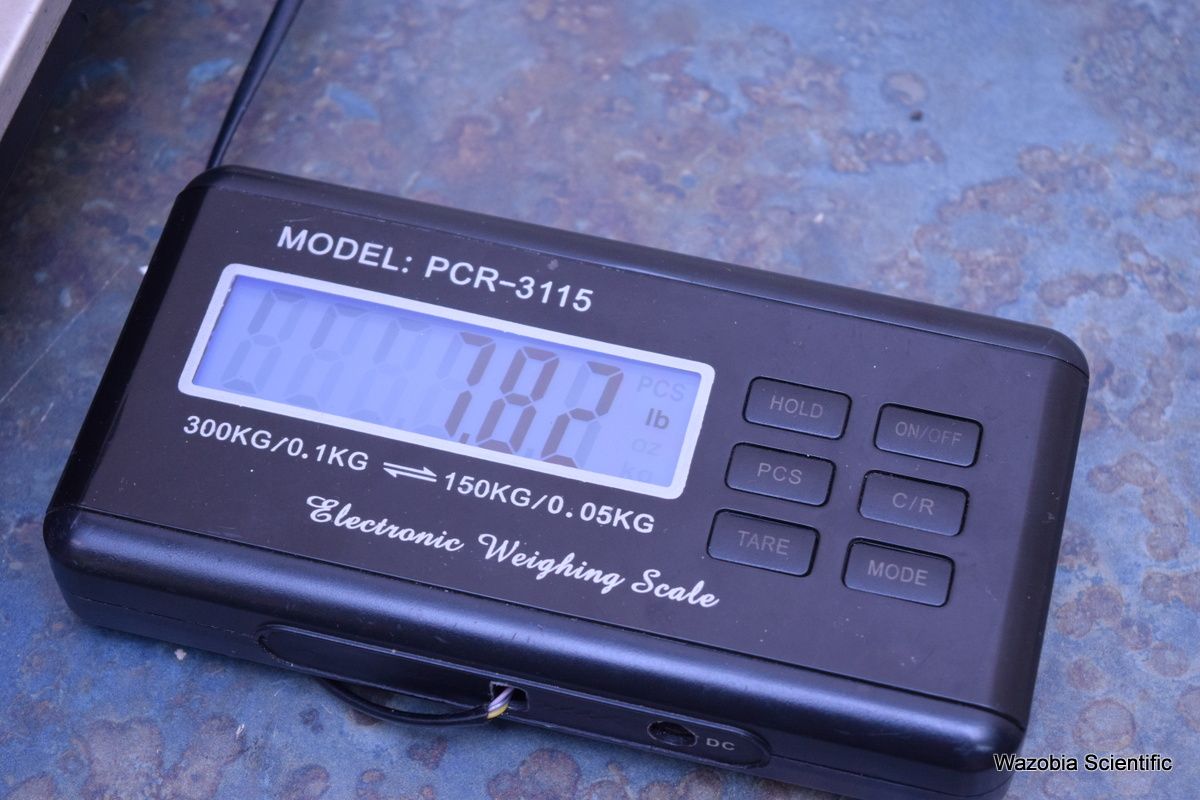 MODEL: PCR-3115
7.82
PCS
lb
oz
kg
300KG/0.1KG ⇌ 150KG/0.05KG
Electronic Weighing Scale
HOLD
ON/OFF
PCS
C/R
TARE
MODE
DC
Wazobia Scientific